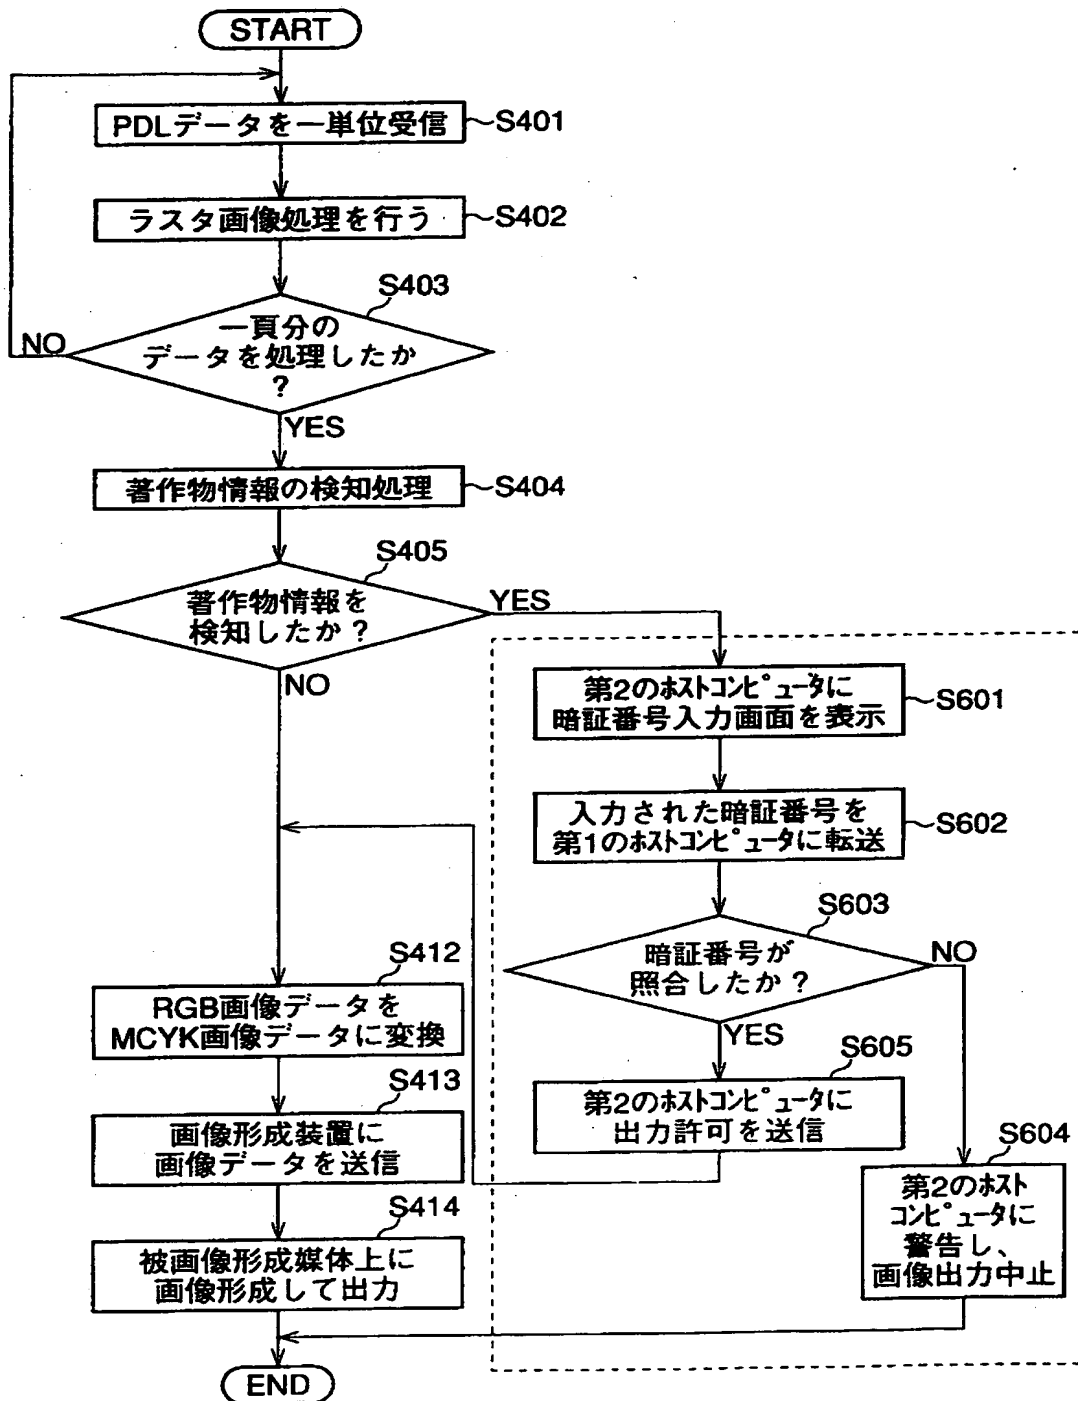 START
PDLデータを一単位受信
S401
ラスタ画像処理を行う
S402
S403
一頁分の
データを処理したか
?
NO
YES
著作物情報の検知処理
S404
S405
著作物情報を
検知したか?
YES
NO
第2のホストコンピュータに
暗証番号入力画面を表示
S601
入力された暗証番号を
第1のホストコンピュータに転送
S602
S603
暗証番号が
照合したか?
NO
YES
S605
第2のホストコンピュータに
出力許可を送信
S604
第2のホスト
コンピュータに
警告し、
画像出力中止
S412
RGB画像データを
MCYK画像データに変換
S413
画像形成装置に
画像データを送信
S414
被画像形成媒体上に
画像形成して出力
END